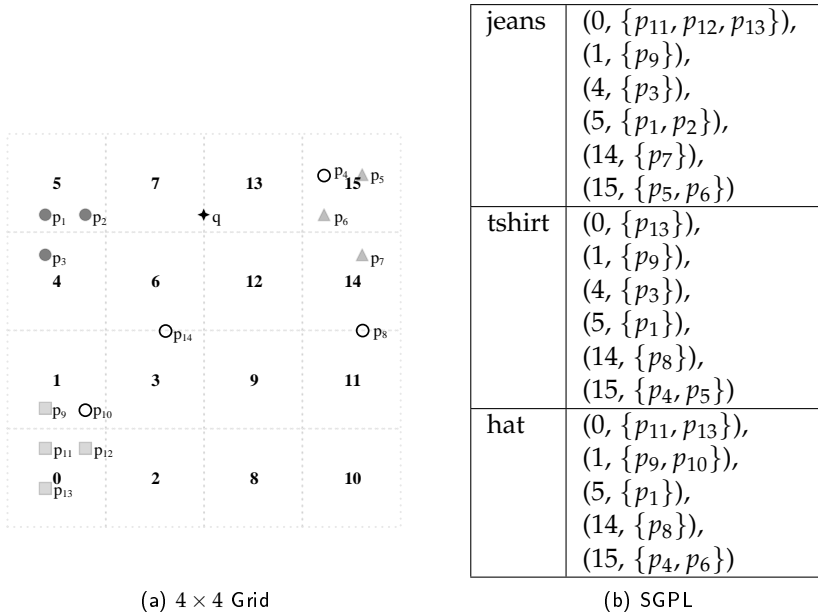 jeans (0, {p₁₁, p₁₂, p₁₃}),
(1, {p₉}),
(4, {p₃}),
(5, {p₁, p₂}),
(14, {p₇}),
(15, {p₅, p₆})
tshirt (0, {p₁₃}),
(1, {p₉}),
(4, {p₃}),
(5, {p₁}),
(14, {p₈}),
(15, {p₄, p₅})
hat (0, {p₁₁, p₁₃}),
(1, {p₉, p₁₀}),
(5, {p₁}),
(14, {p₈}),
(15, {p₄, p₆})
p₄ p₅
5 7 13 15
p₁ p₂ q p₆
p₃ p₇
4 6 12 14
p₁₄ p₈
1 3 9 11
p₉ p₁₀
p₁₁ p₁₂
0 2 8 10
p₁₃
(a) 4 × 4 Grid
(b) SGPL